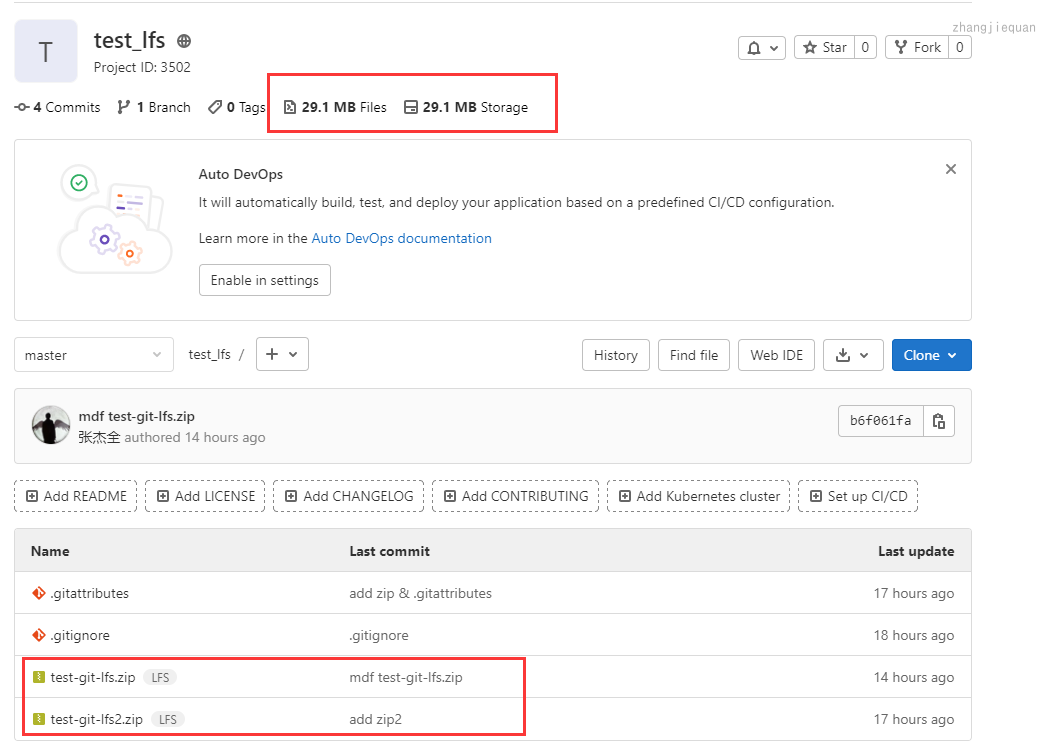 zhangjiequan
T
test_lfs
Project ID: 3502
Star 0
Fork 0
4 Commits 1 Branch 0 Tags 29.1 MB Files 29.1 MB Storage
Auto DevOps
It will automatically build, test, and deploy your application based on a predefined CI/CD configuration.
Learn more in the Auto DevOps documentation
Enable in settings
master test_lfs / History Find file Web IDE Clone
mdf test-git-lfs.zip
张杰全 authored 14 hours ago
b6f061fa
Add README Add LICENSE Add CHANGELOG Add CONTRIBUTING Add Kubernetes cluster Set up CI/CD
Name Last commit Last update
.gitattributes add zip & .gitattributes 17 hours ago
.gitignore .gitignore 18 hours ago
test-git-lfs.zip LFS mdf test-git-lfs.zip 14 hours ago
test-git-lfs2.zip LFS add zip2 17 hours ago